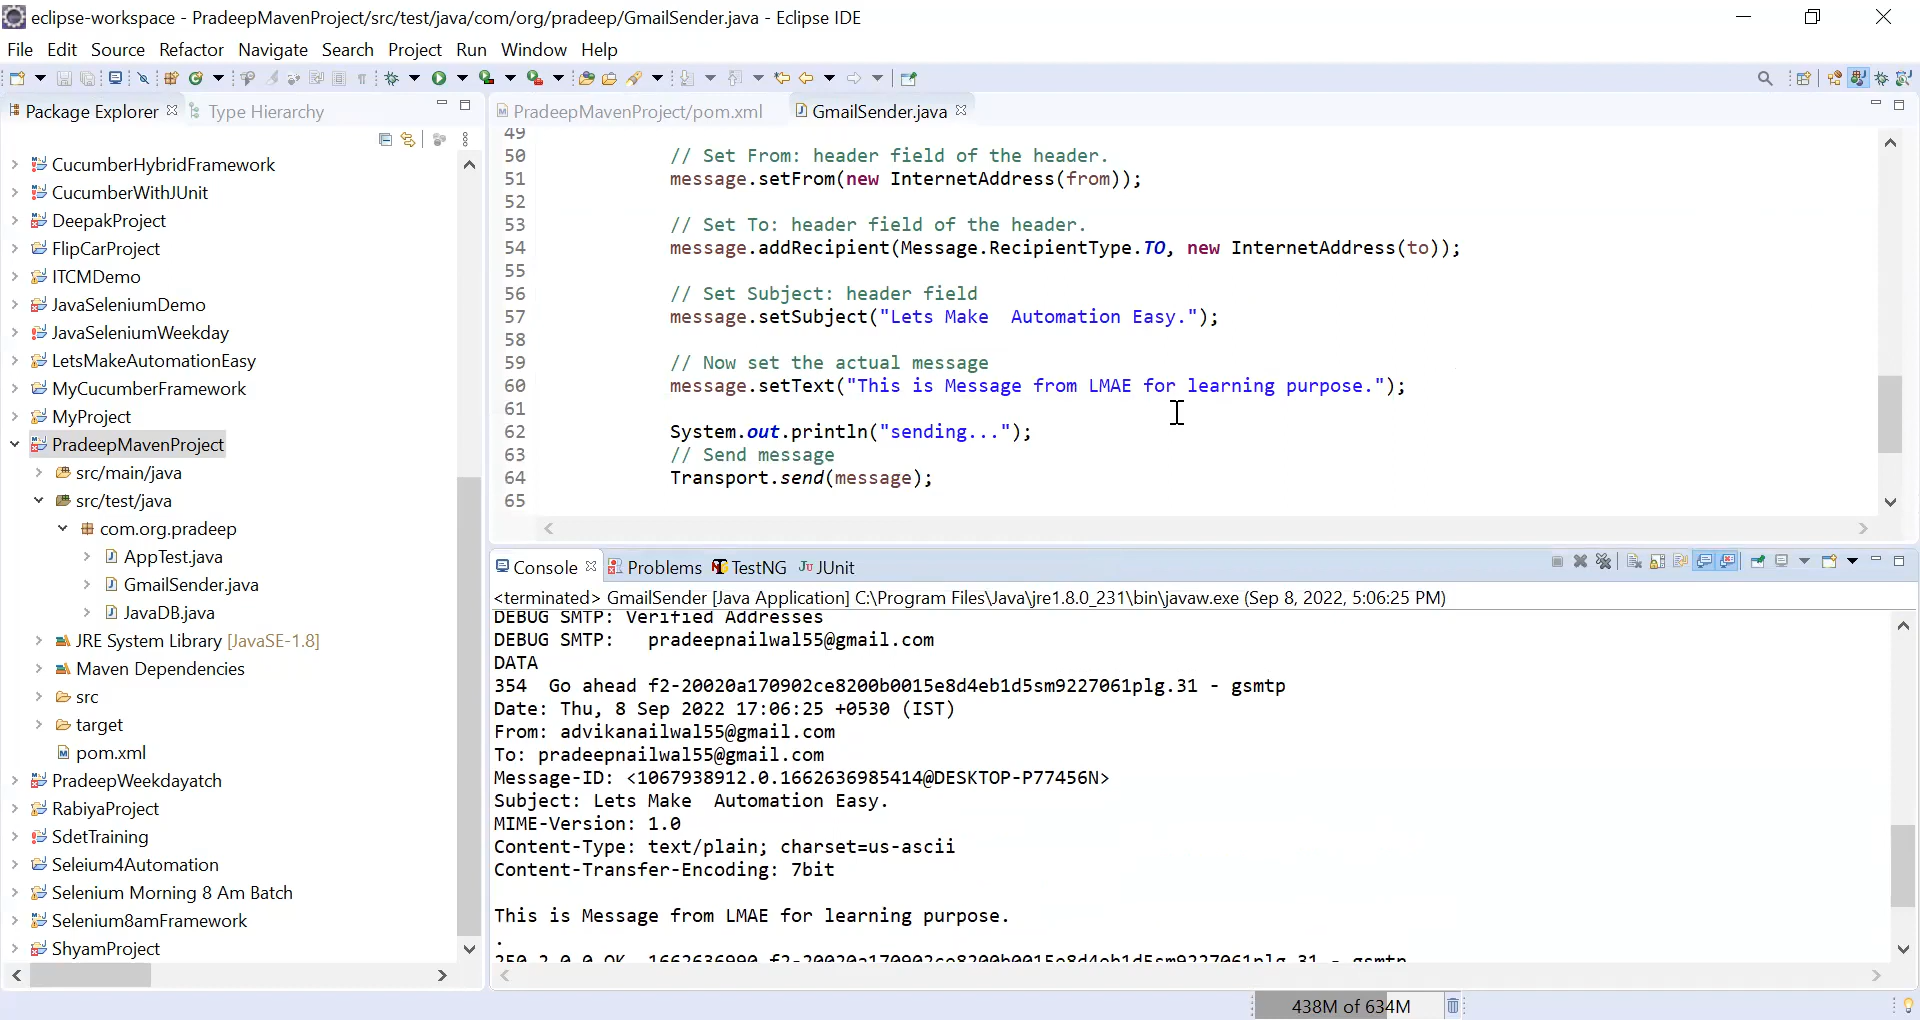 eclipse-workspace - PradeepMavenProject/src/test/java/com/org/pradeep/GmailSender.java - Eclipse IDE
File Edit Source Refactor Navigate Search Project Run Window Help
Package Explorer
Type Hierarchy
CucumberHybridFramework
CucumberWithJUnit
DeepakProject
FlipCarProject
ITCMDemo
JavaSeleniumDemo
JavaSeleniumWeekday
LetsMakeAutomationEasy
MyCucumberFramework
MyProject
PradeepMavenProject
src/main/java
src/test/java
com.org.pradeep
AppTest.java
GmailSender.java
JavaDB.java
JRE System Library [JavaSE-1.8]
Maven Dependencies
src
target
pom.xml
PradeepWeekdayatch
RabiyaProject
SdetTraining
Seleium4Automation
Selenium Morning 8 Am Batch
Selenium8amFramework
ShyamProject
PradeepMavenProject/pom.xml
GmailSender.java
49
50 // Set From: header field of the header.
51 message.setFrom(new InternetAddress(from));
52
53 // Set To: header field of the header.
54 message.addRecipient(Message.RecipientType.TO, new InternetAddress(to));
55
56 // Set Subject: header field
57 message.setSubject("Lets Make  Automation Easy.");
58
59 // Now set the actual message
60 message.setText("This is Message from LMAE for learning purpose.");
61
62 System.out.println("sending...");
63 // Send message
64 Transport.send(message);
65
Console Problems TestNG Ju JUnit
<terminated> GmailSender [Java Application] C:\Program Files\Java\jre1.8.0_231\bin\javaw.exe (Sep 8, 2022, 5:06:25 PM)
DEBUG SMTP: Verified Addresses
DEBUG SMTP:   pradeepnailwal55@gmail.com
DATA
354  Go ahead f2-20020a170902ce8200b0015e8d4eb1d5sm9227061plg.31 - gsmtp
Date: Thu, 8 Sep 2022 17:06:25 +0530 (IST)
From: advikanailwal55@gmail.com
To: pradeepnailwal55@gmail.com
Message-ID: <1067938912.0.1662636985414@DESKTOP-P77456N>
Subject: Lets Make  Automation Easy.
MIME-Version: 1.0
Content-Type: text/plain; charset=us-ascii
Content-Transfer-Encoding: 7bit
This is Message from LMAE for learning purpose.
.
250 2.0.0 OK  1662636990 f2-20020a170902ce8200b0015e8d4eb1d5sm9227061plg.31 - gsmtp
438M of 634M